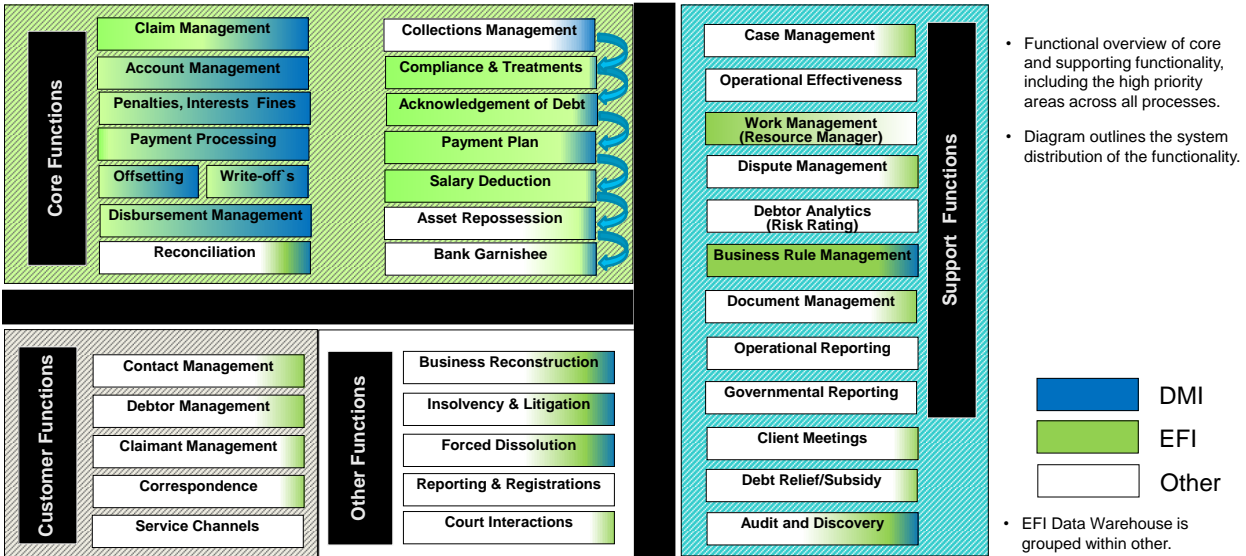 Core Functions
Claim Management
Account Management
Penalties, Interests Fines
Payment Processing
Offsetting
Write-off`s
Disbursement Management
Reconciliation
Collections Management
Compliance & Treatments
Acknowledgement of Debt
Payment Plan
Salary Deduction
Asset Repossession
Bank Garnishee
Customer Functions
Contact Management
Debtor Management
Claimant Management
Correspondence
Service Channels
Other Functions
Business Reconstruction
Insolvency & Litigation
Forced Dissolution
Reporting & Registrations
Court Interactions
Support Functions
Case Management
Operational Effectiveness
Work Management
(Resource Manager)
Dispute Management
Debtor Analytics
(Risk Rating)
Business Rule Management
Document Management
Operational Reporting
Governmental Reporting
Client Meetings
Debt Relief/Subsidy
Audit and Discovery
• Functional overview of core
and supporting functionality,
including the high priority
areas across all processes.
• Diagram outlines the system
distribution of the functionality.
DMI
EFI
Other
• EFI Data Warehouse is
grouped within other.